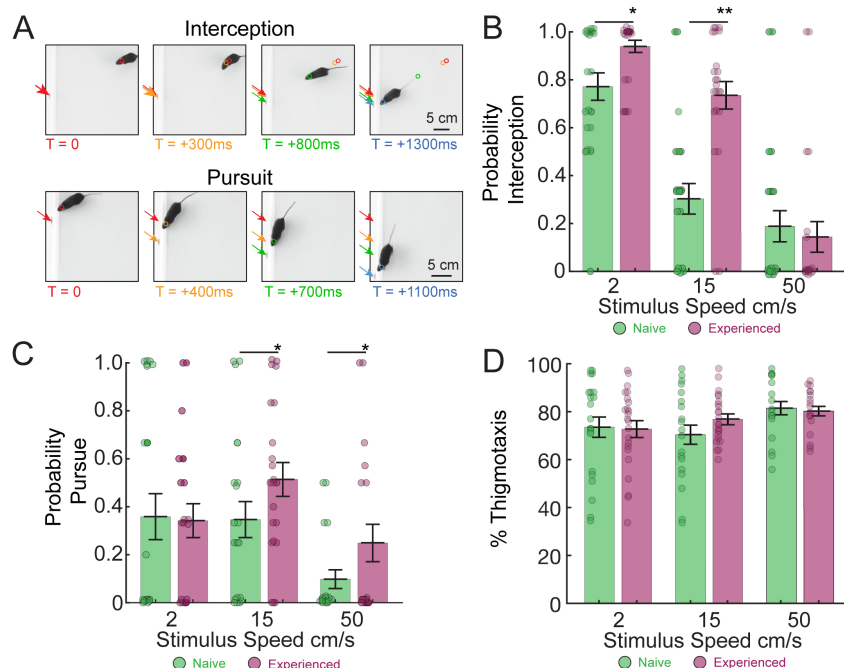 A
Interception
5 cm
T = 0
T = +300ms
T = +800ms
T = +1300ms
Pursuit
5 cm
T = 0
T = +400ms
T = +700ms
T = +1100ms
B
*
**
1.0
0.8
0.6
0.4
0.2
0
Probability
Interception
2
15
50
Stimulus Speed cm/s
Naive
Experienced
C
*
*
1.0
0.8
0.6
0.4
0.2
0
Probability
Pursue
2
15
50
Stimulus Speed cm/s
Naive
Experienced
D
100
80
60
40
20
0
% Thigmotaxis
2
15
50
Stimulus Speed cm/s
Naive
Experienced